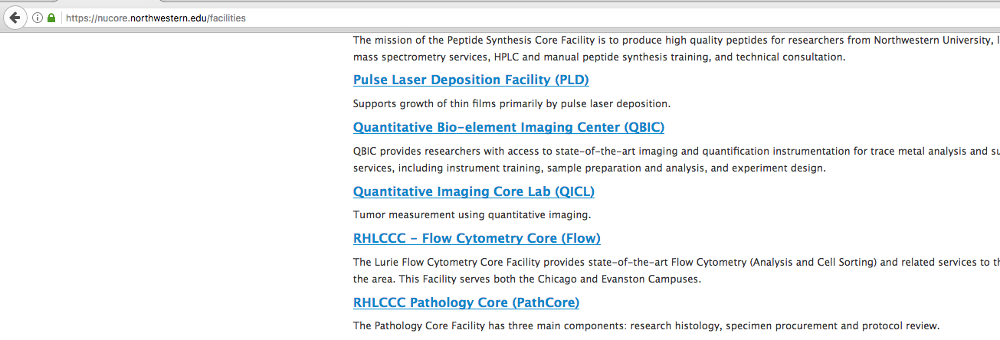 https://nucore.northwestern.edu/facilities
The mission of the Peptide Synthesis Core Facility is to produce high quality peptides for researchers from Northwestern University,
mass spectrometry services, HPLC and manual peptide synthesis training, and technical consultation.
Pulse Laser Deposition Facility (PLD)
Supports growth of thin films primarily by pulse laser deposition.
Quantitative Bio-element Imaging Center (QBIC)
QBIC provides researchers with access to state-of-the-art imaging and quantification instrumentation for trace metal analysis and
services, including instrument training, sample preparation and analysis, and experiment design.
Quantitative Imaging Core Lab (QICL)
Tumor measurement using quantitative imaging.
RHLCCC - Flow Cytometry Core (Flow)
The Lurie Flow Cytometry Core Facility provides state-of-the-art Flow Cytometry (Analysis and Cell Sorting) and related services to
the area. This Facility serves both the Chicago and Evanston Campuses.
RHLCCC Pathology Core (PathCore)
The Pathology Core Facility has three main components: research histology, specimen procurement and protocol review.